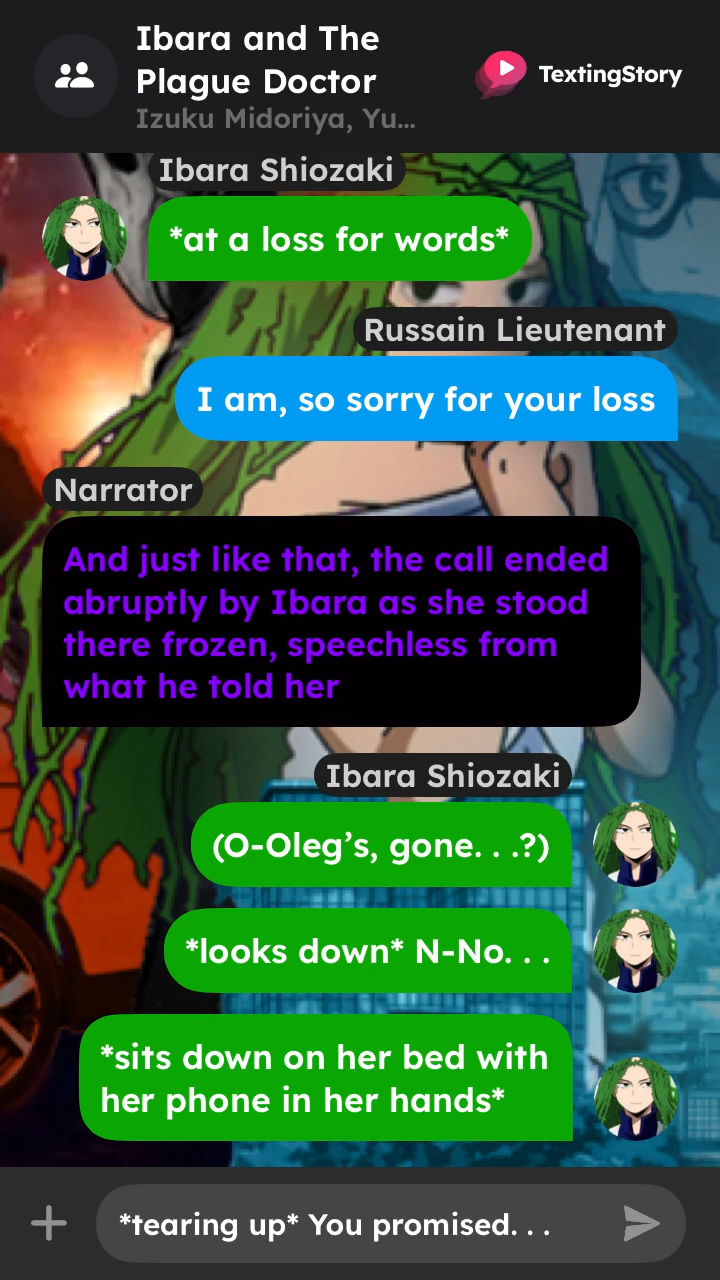 Ibara and The
Plague Doctor
Izuku Midoriya, Yu...
TextingStory
Ibara Shiozaki
*at a loss for words*
Russain Lieutenant
I am, so sorry for your loss
Narrator
And just like that, the call ended
abruptly by Ibara as she stood
there frozen, speechless from
what he told her
Ibara Shiozaki
(O-Oleg’s, gone. . .?)
*looks down* N-No. . .
*sits down on her bed with
her phone in her hands*
*tearing up* You promised. . .